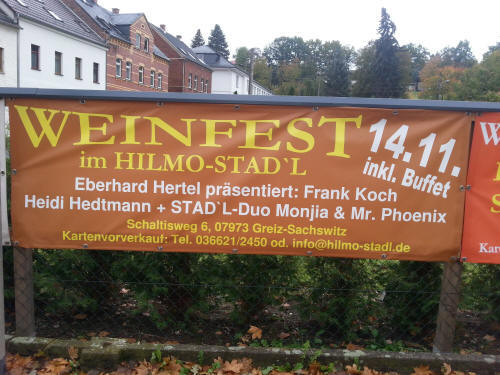 WEINFEST
14.11.
im HILMO-STAD`L
inkl. Buffet
Eberhard Hertel präsentiert: Frank Koch
Heidi Hedtmann + STAD`L-Duo Monjia & Mr. Phoenix
Schaltisweg 6, 07973 Greiz-Sachswitz
Kartenvorverkauf: Tel. 036621/2450 od. info@hilmo-stadl.de